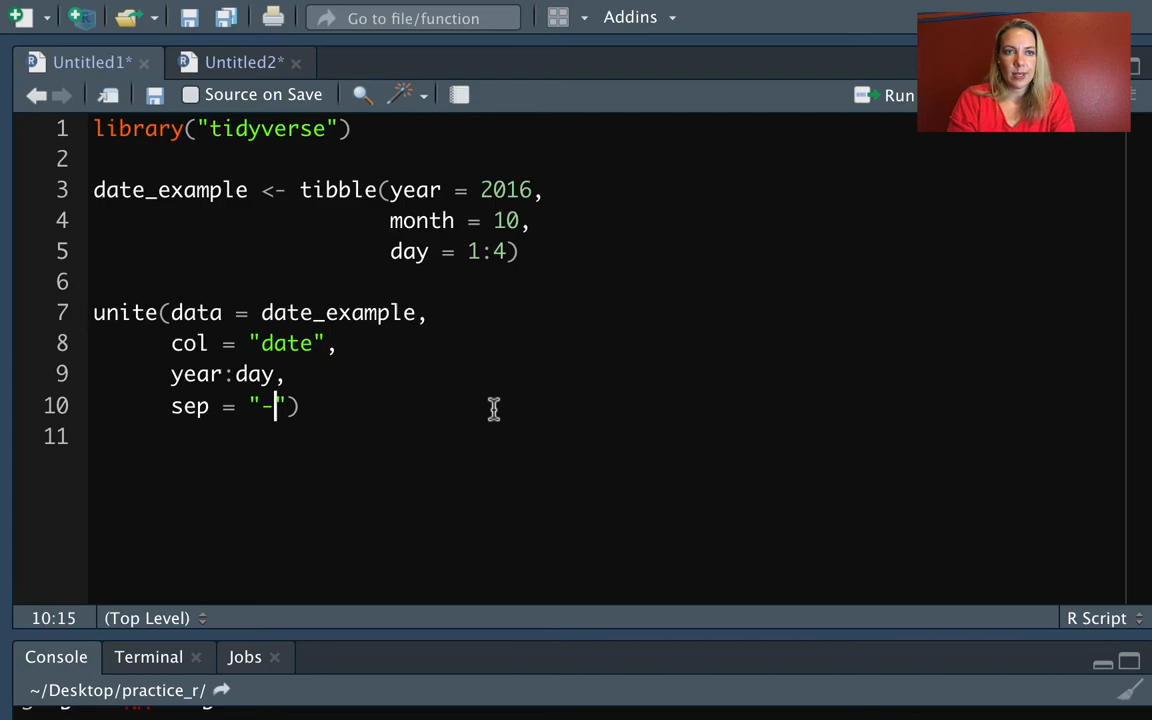 Go to file/function
Addins
Untitled1*
Untitled2*
Source on Save
Run
1 library("tidyverse")
2
3 date_example <- tibble(year = 2016,
4 month = 10,
5 day = 1:4)
6
7 unite(data = date_example,
8 col = "date",
9 year:day,
10 sep = "-")
11
10:15 (Top Level) R Script
Console Terminal Jobs
~/Desktop/practice_r/